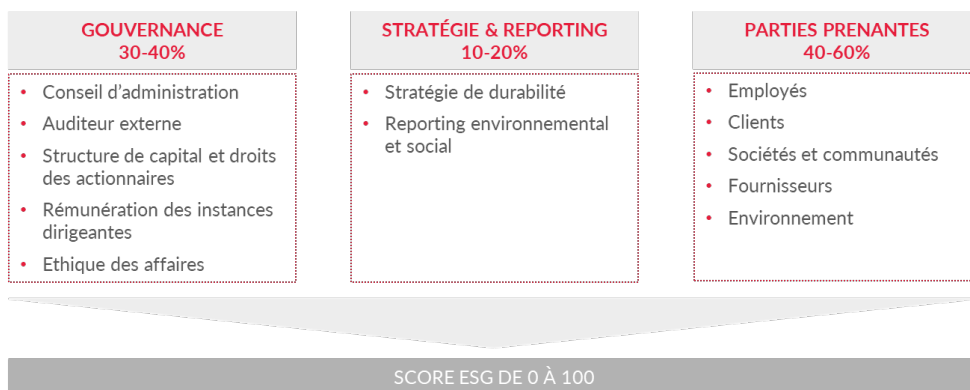 GOUVERNANCE
30-40%
• Conseil d'administration
• Auditeur externe
• Structure de capital et droits
des actionnaires
• Rémunération des instances
dirigeantes
• Ethique des affaires
STRATÉGIE & REPORTING
10-20%
• Stratégie de durabilité
• Reporting environnemental
et social
PARTIES PRENANTES
40-60%
• Employés
• Clients
• Sociétés et communautés
• Fournisseurs
• Environnement
SCORE ESG DE 0 À 100